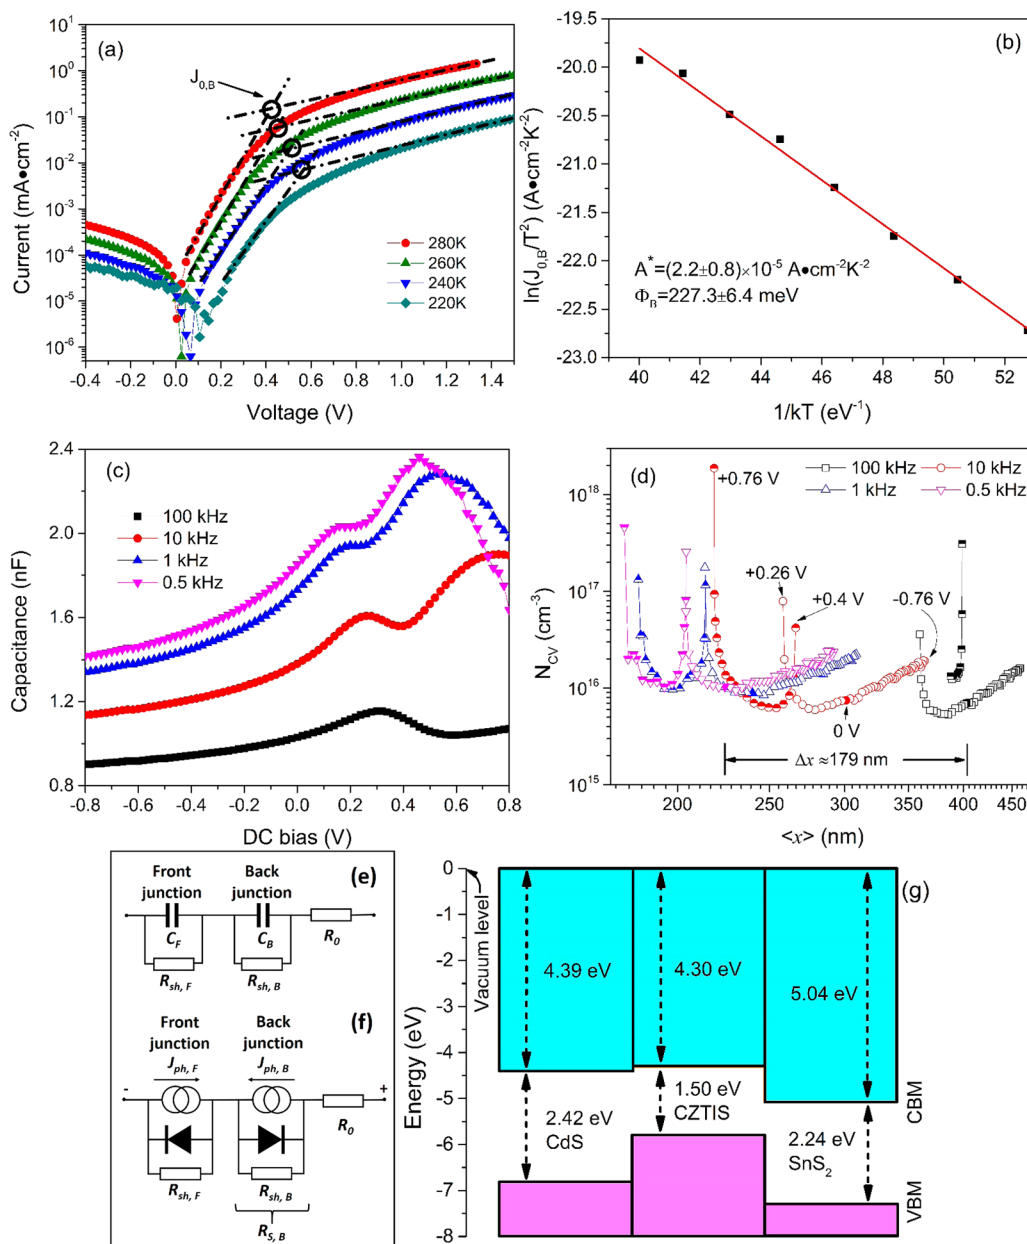 (a)
J0,B
Current (mA•cm-2)
10^1
10^0
10^-1
10^-2
10^-3
10^-4
10^-5
10^-6
280K
260K
240K
220K
-0.4 -0.2 0.0 0.2 0.4 0.6 0.8 1.0 1.2 1.4
Voltage (V)
(b)
ln(J0,B/T^2) (A•cm^-2K^-2)
-19.5
-20.0
-20.5
-21.0
-21.5
-22.0
-22.5
-23.0
A*=(2.2±0.8)×10^-5 A•cm^-2K^-2
ΦB=227.3±6.4 meV
40 42 44 46 48 50 52
1/kT (eV^-1)
(c)
Capacitance (nF)
2.4
2.0
1.6
1.2
0.8
100 kHz
10 kHz
1 kHz
0.5 kHz
-0.8 -0.6 -0.4 -0.2 0.0 0.2 0.4 0.6 0.8
DC bias (V)
(d)
NCV (cm^-3)
10^18
10^17
10^16
10^15
100 kHz 10 kHz
1 kHz 0.5 kHz
+0.76 V
+0.26 V
+0.4 V
-0.76 V
0 V
Δx ≈179 nm
200 250 300 350 400 450
<x> (nm)
(e)
Front junction
Back junction
CF
CB
R0
Rsh, F
Rsh, B
(f)
Front junction
Back junction
Jph, F
Jph, B
-
+
R0
Rsh, F
Rsh, B
RS, B
(g)
Energy (eV)
0
-1
-2
-3
-4
-5
-6
-7
-8
Vacuum level
4.39 eV
4.30 eV
5.04 eV
2.42 eV
CdS
1.50 eV
CZTIS
2.24 eV
SnS2
CBM
VBM